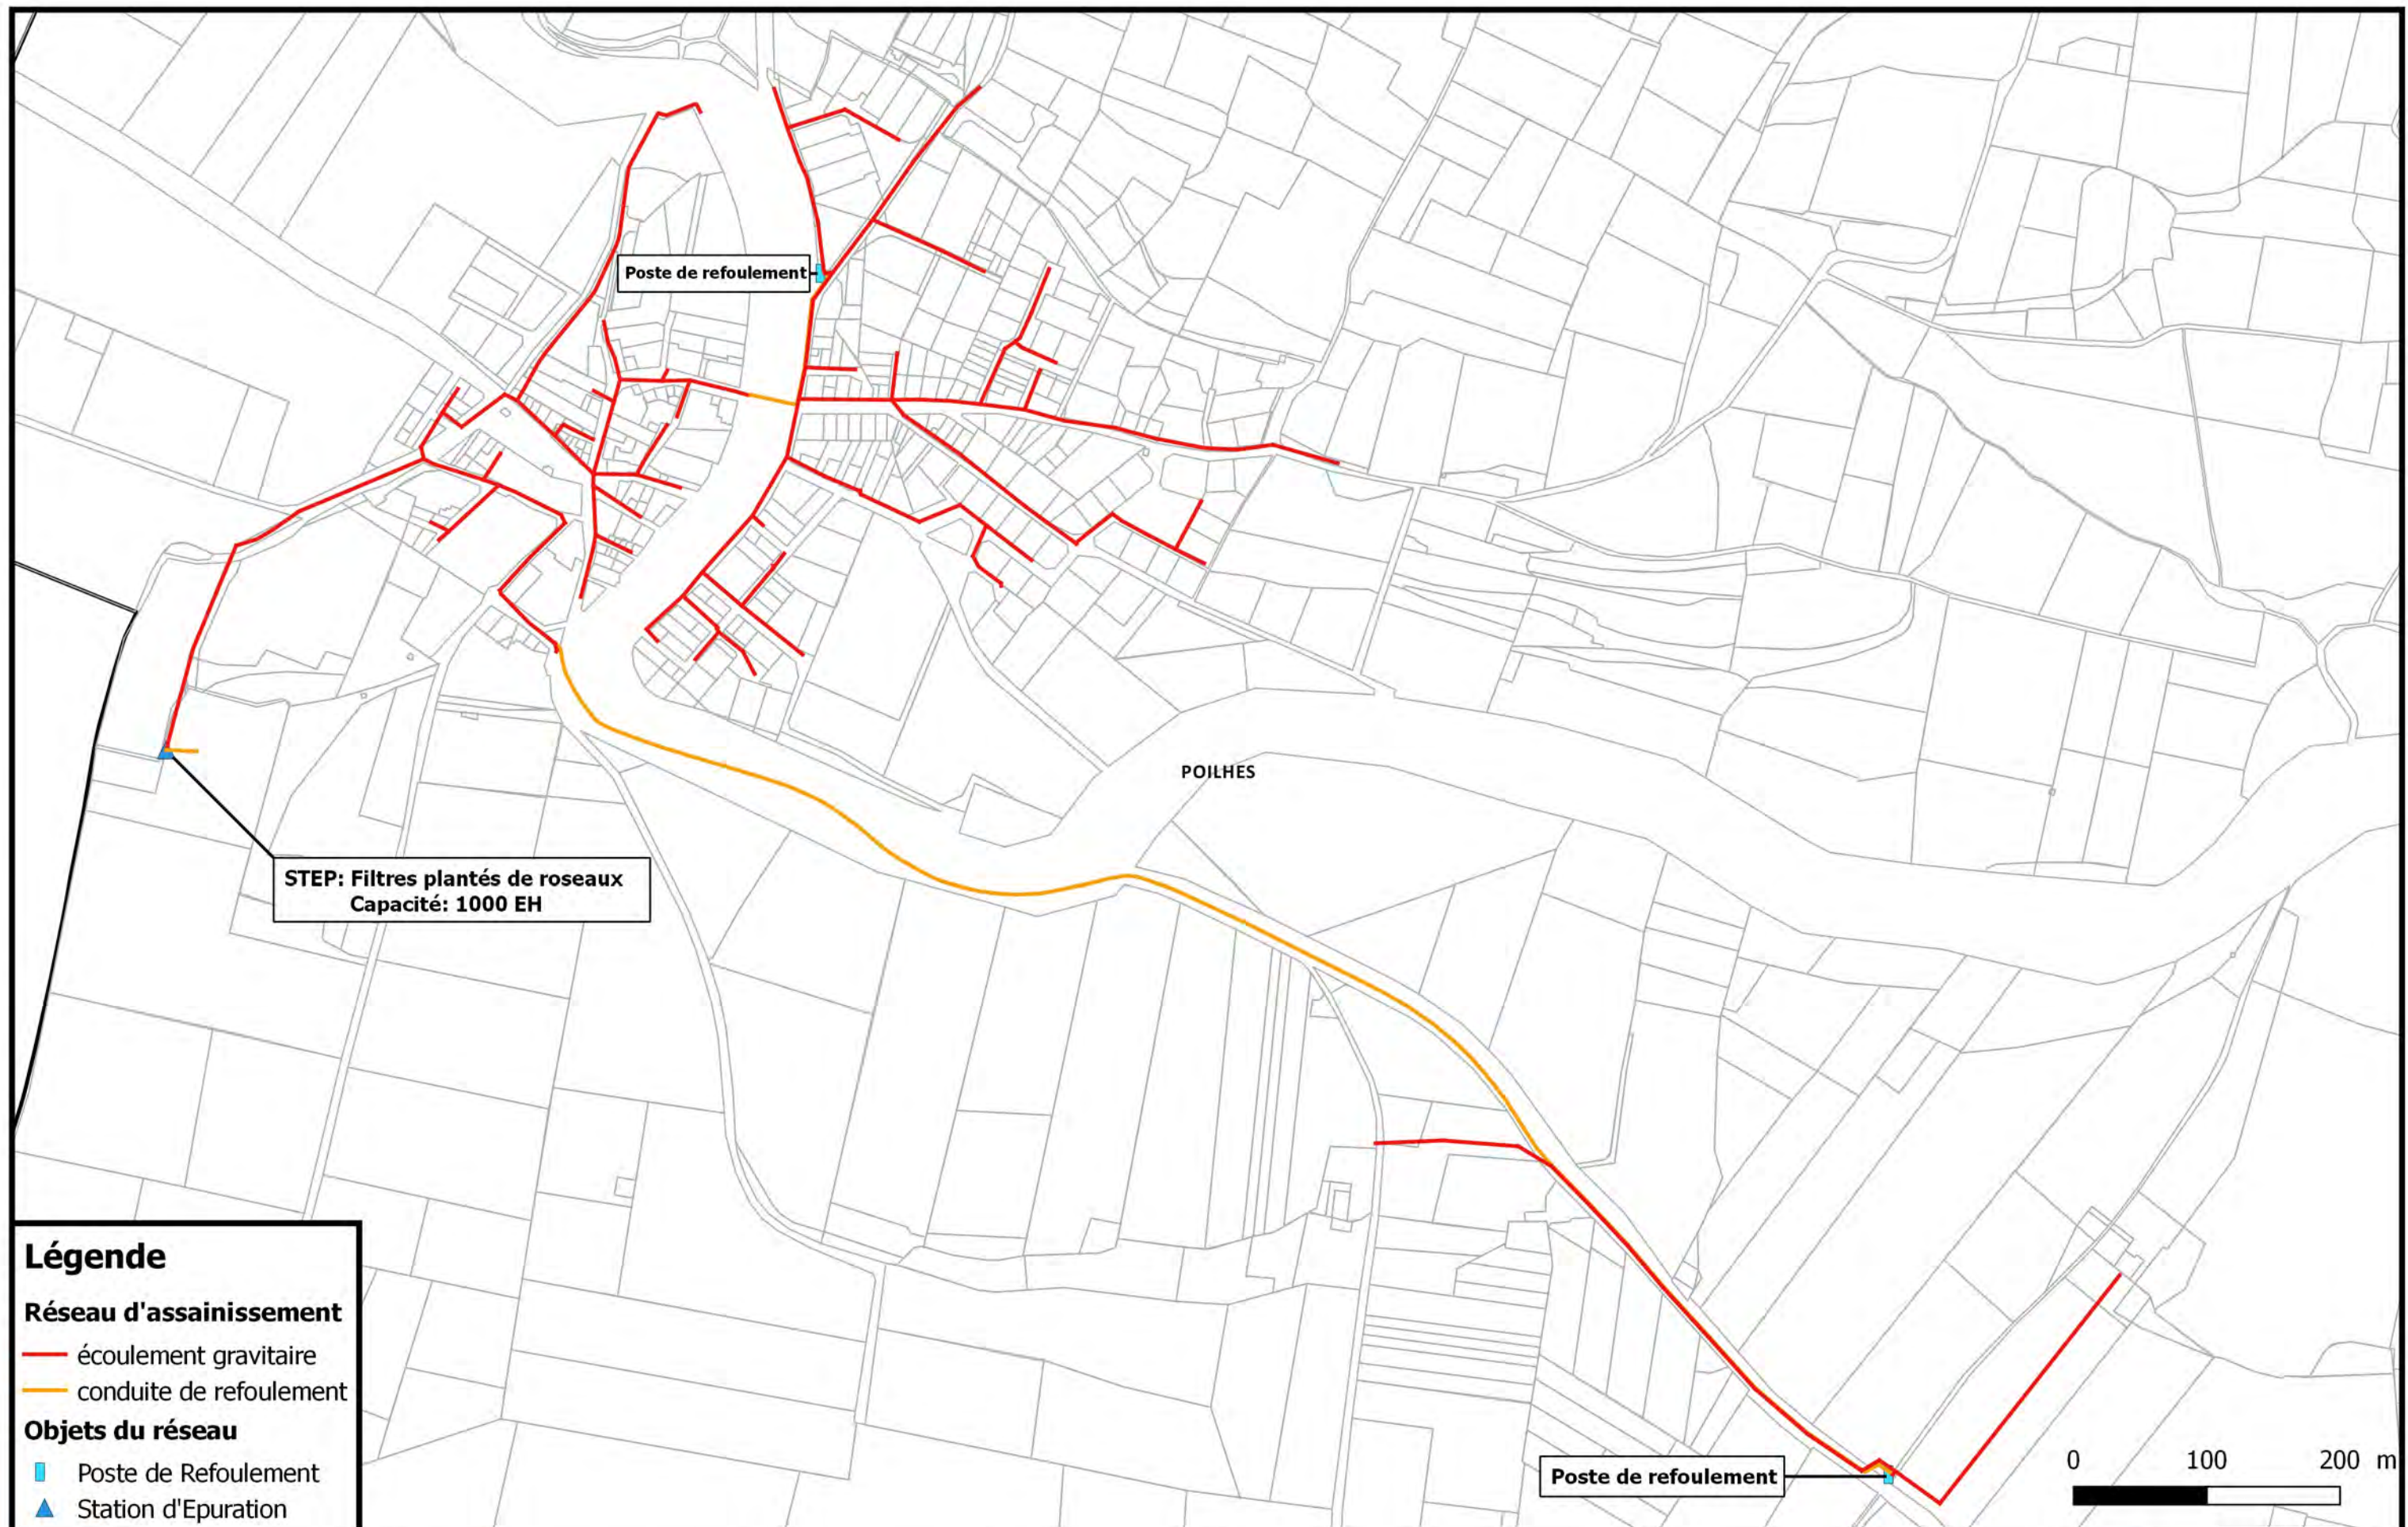 Poste de refoulement
POILHES
STEP: Filtres plantés de roseaux
Capacité: 1000 EH
Légende
Réseau d'assainissement
écoulement gravitaire
conduite de refoulement
Objets du réseau
Poste de Refoulement
Station d'Epuration
Poste de refoulement
0 100 200 m